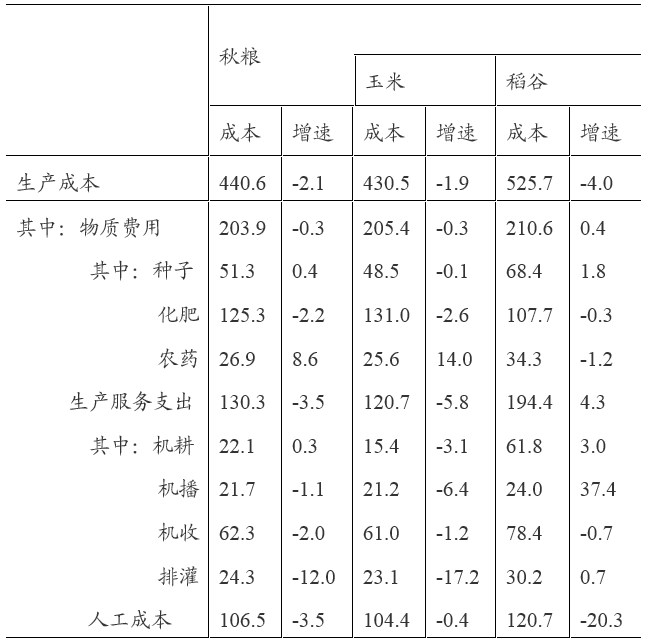 秋粮
玉米 稻谷
成本 增速 成本 增速 成本 增速
生产成本 440.6 -2.1 430.5 -1.9 525.7 -4.0
其中：物质费用 203.9 -0.3 205.4 -0.3 210.6 0.4
其中：种子 51.3 0.4 48.5 -0.1 68.4 1.8
化肥 125.3 -2.2 131.0 -2.6 107.7 -0.3
农药 26.9 8.6 25.6 14.0 34.3 -1.2
生产服务支出 130.3 -3.5 120.7 -5.8 194.4 4.3
其中：机耕 22.1 0.3 15.4 -3.1 61.8 3.0
机播 21.7 -1.1 21.2 -6.4 24.0 37.4
机收 62.3 -2.0 61.0 -1.2 78.4 -0.7
排灌 24.3 -12.0 23.1 -17.2 30.2 0.7
人工成本 106.5 -3.5 104.4 -0.4 120.7 -20.3